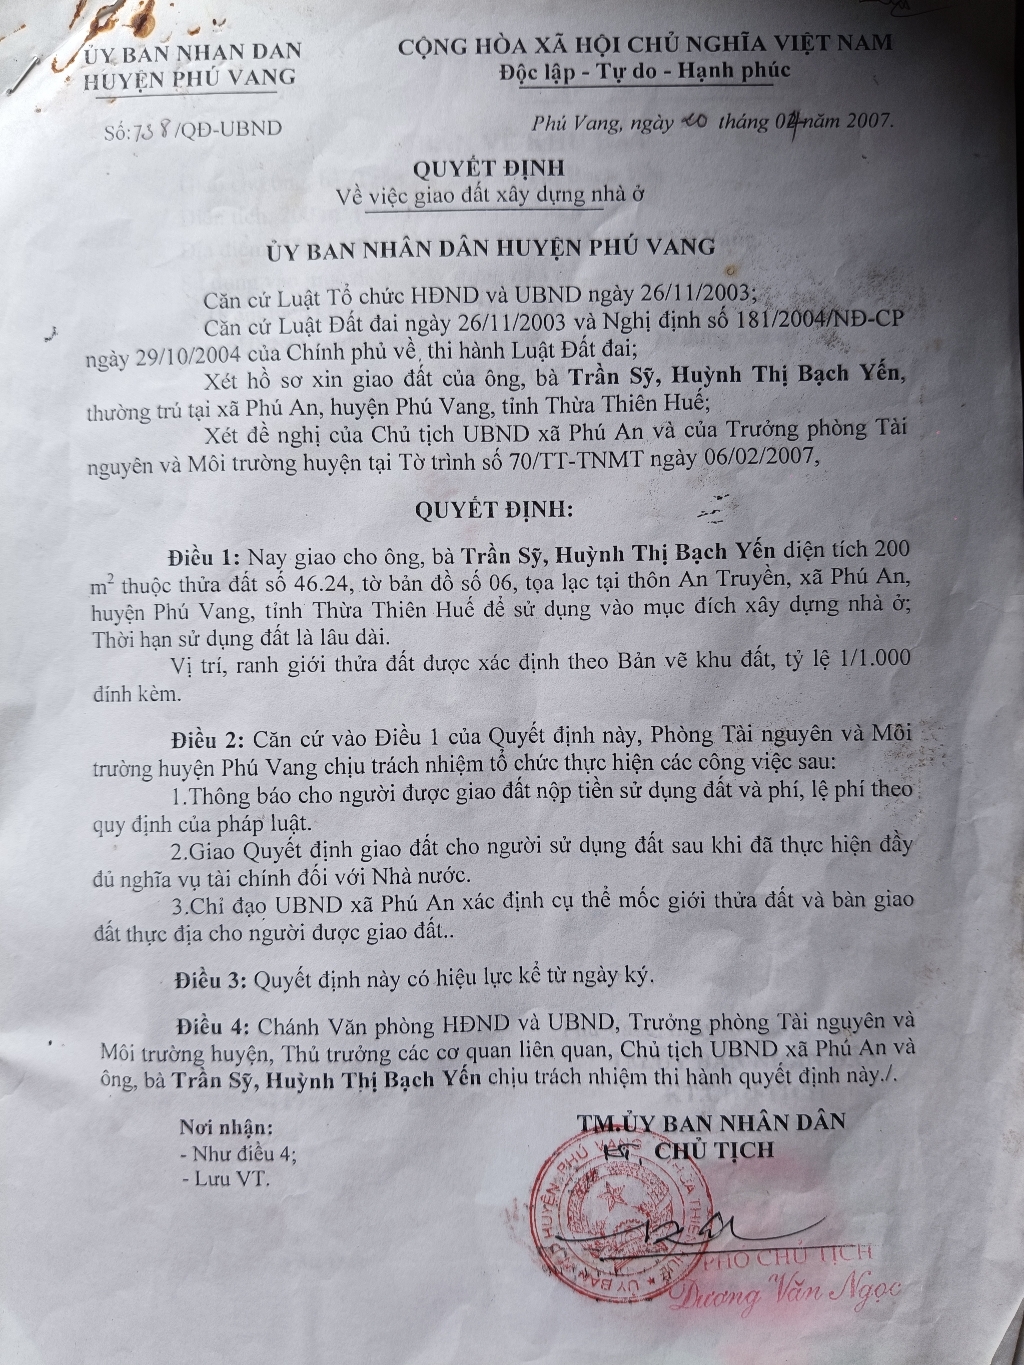 ỦY BAN NHÂN DÂN
HUYỆN PHÚ VANG
CỘNG HÒA XÃ HỘI CHỦ NGHĨA VIỆT NAM
Độc lập - Tự do - Hạnh phúc
Số: 738/QĐ-UBND
Phú Vang, ngày 20 tháng 04 năm 2007.
QUYẾT ĐỊNH
Về việc giao đất xây dựng nhà ở
ỦY BAN NHÂN DÂN HUYỆN PHÚ VANG
Căn cứ Luật Tổ chức HĐND và UBND ngày 26/11/2003;
Căn cứ Luật Đất đai ngày 26/11/2003 và Nghị định số 181/2004/NĐ-CP
ngày 29/10/2004 của Chính phủ về thi hành Luật Đất đai;
Xét hồ sơ xin giao đất của ông, bà Trần Sỹ, Huỳnh Thị Bạch Yến,
thường trú tại xã Phú An, huyện Phú Vang, tỉnh Thừa Thiên Huế;
Xét đề nghị của Chủ tịch UBND xã Phú An và của Trưởng phòng Tài
nguyên và Môi trường huyện tại Tờ trình số 70/TT-TNMT ngày 06/02/2007,
QUYẾT ĐỊNH:
Điều 1: Nay giao cho ông, bà Trần Sỹ, Huỳnh Thị Bạch Yến diện tích 200
m² thuộc thửa đất số 46.24, tờ bản đồ số 06, tọa lạc tại thôn An Truyền, xã Phú An,
huyện Phú Vang, tỉnh Thừa Thiên Huế để sử dụng vào mục đích xây dựng nhà ở;
Thời hạn sử dụng đất là lâu dài.
Vị trí, ranh giới thửa đất được xác định theo Bản vẽ khu đất, tỷ lệ 1/1.000
đính kèm.
Điều 2: Căn cứ vào Điều 1 của Quyết định này, Phòng Tài nguyên và Môi
trường huyện Phú Vang chịu trách nhiệm tổ chức thực hiện các công việc sau:
1.Thông báo cho người được giao đất nộp tiền sử dụng đất và phí, lệ phí theo
quy định của pháp luật.
2.Giao Quyết định giao đất cho người sử dụng đất sau khi đã thực hiện đầy
đủ nghĩa vụ tài chính đối với Nhà nước.
3.Chỉ đạo UBND xã Phú An xác định cụ thể mốc giới thửa đất và bàn giao
đất thực địa cho người được giao đất..
Điều 3: Quyết định này có hiệu lực kể từ ngày ký.
Điều 4: Chánh Văn phòng HĐND và UBND, Trưởng phòng Tài nguyên và
Môi trường huyện, Thủ trưởng các cơ quan liên quan, Chủ tịch UBND xã Phú An và
ông, bà Trần Sỹ, Huỳnh Thị Bạch Yến chịu trách nhiệm thi hành quyết định này./.
Nơi nhận:
- Như điều 4;
- Lưu VT.
TM.ỦY BAN NHÂN DÂN
KT. CHỦ TỊCH
PHÓ CHỦ TỊCH
Dương Văn Ngọc